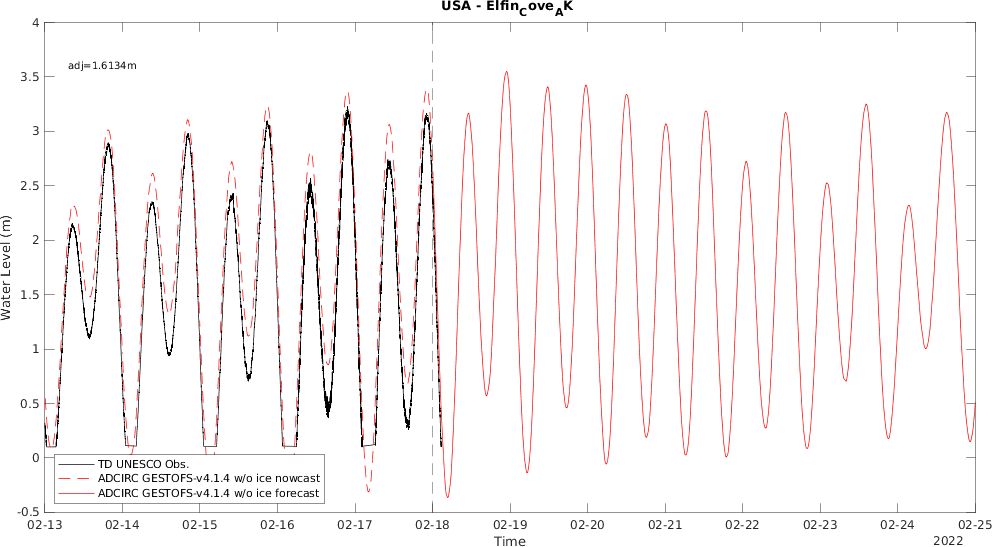 USA - ElfinCoveAK
adj=1.6134m
Water Level (m)
4
3.5
3
2.5
2
1.5
1
0.5
0
-0.5
TD UNESCO Obs.
ADCIRC GESTOFS-v4.1.4 w/o ice nowcast
ADCIRC GESTOFS-v4.1.4 w/o ice forecast
02-13 02-14 02-15 02-16 02-17 02-18 02-19 02-20 02-21 02-22 02-23 02-24 02-25
Time
2022